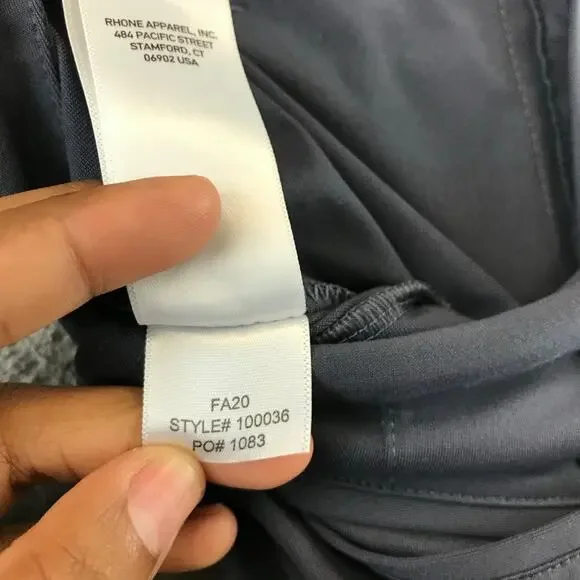 RHONE APPAREL, INC.
484 PACIFIC STREET
STAMFORD, CT
06902 USA
FA20
STYLE# 100036
PO# 1083